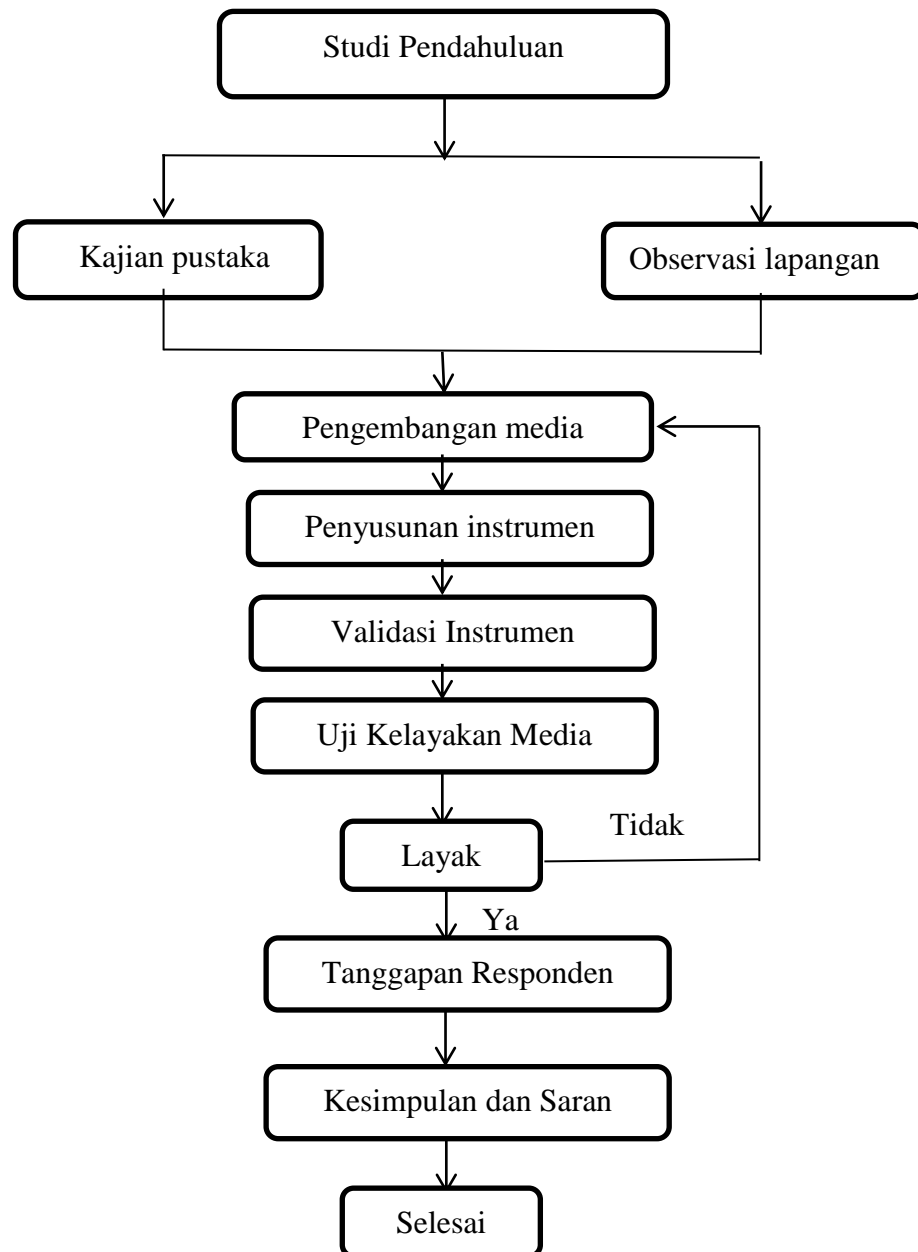 Studi Pendahuluan
Kajian pustaka
Observasi lapangan
Pengembangan media
Penyusunan instrumen
Validasi Instrumen
Uji Kelayakan Media
Tidak
Layak
Ya
Tanggapan Responden
Kesimpulan dan Saran
Selesai